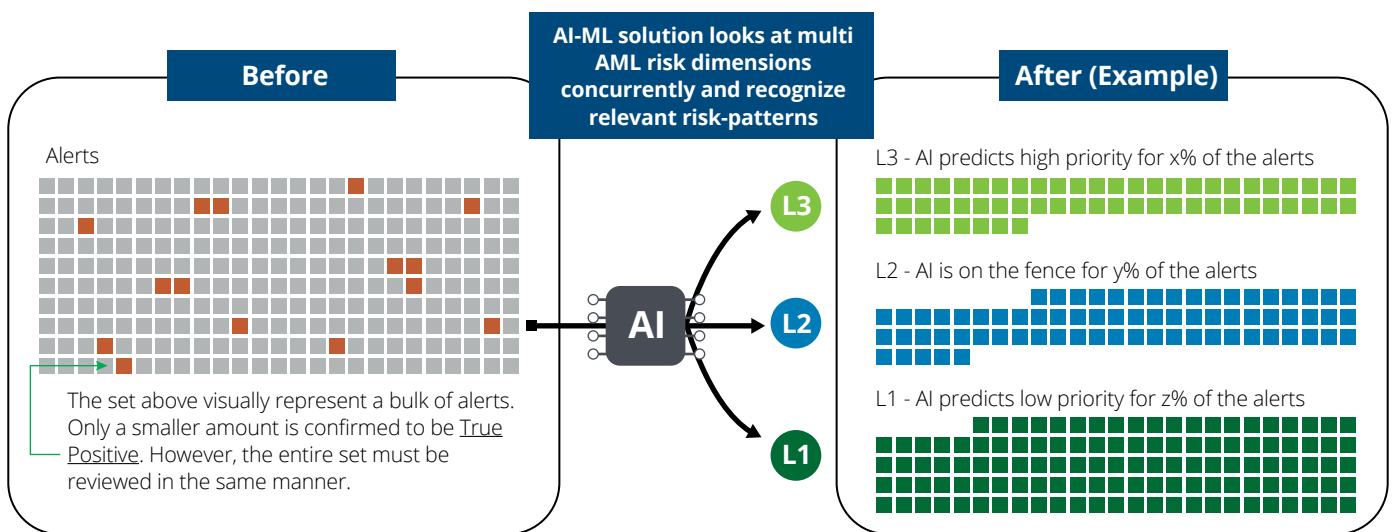 Before
AI-ML solution looks at multi
AML risk dimensions
concurrently and recognize
relevant risk-patterns
After (Example)
Alerts
The set above visually represent a bulk of alerts.
Only a smaller amount is confirmed to be True
Positive. However, the entire set must be
reviewed in the same manner.
AI
L3
L2
L1
L3 - AI predicts high priority for x% of the alerts
L2 - AI is on the fence for y% of the alerts
L1 - AI predicts low priority for z% of the alerts